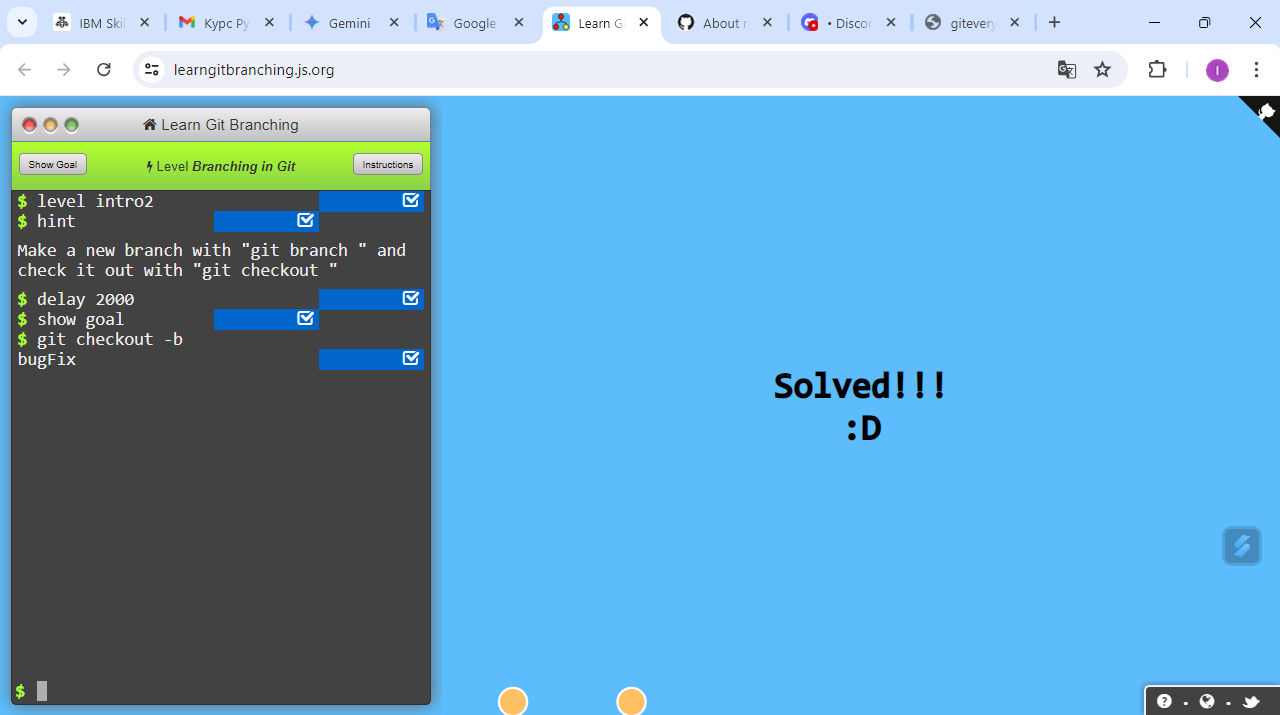 IBM Ski
Курс Py
Gemini
Google
Learn G
About r
• Discor
gitevery
learngitbranching.js.org
I
Learn Git Branching
Show Goal
Level Branching in Git
Instructions
$ level intro2
$ hint
Make a new branch with "git branch " and
check it out with "git checkout "
$ delay 2000
$ show goal
$ git checkout -b
bugFix
$
Solved!!!
:D